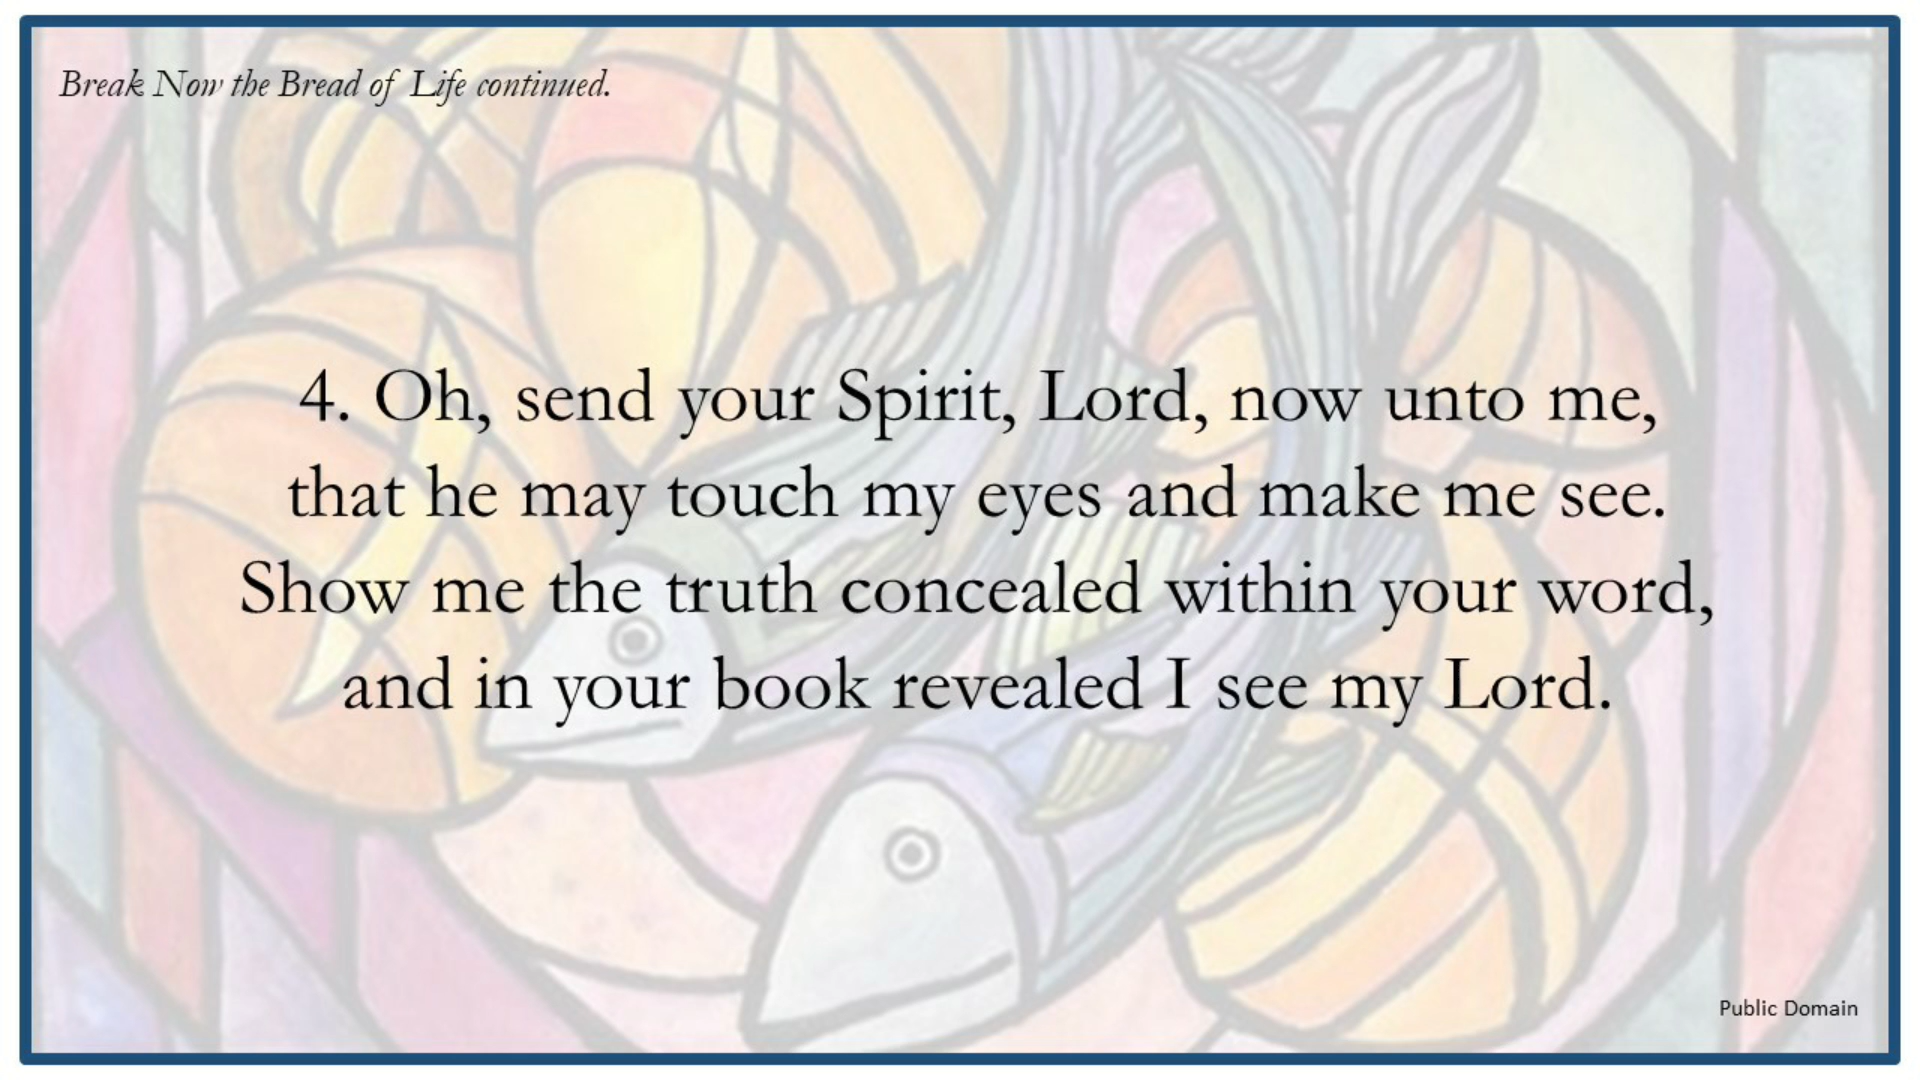 Break Now the Bread of Life continued.
4. Oh, send your Spirit, Lord, now unto me,
that he may touch my eyes and make me see.
Show me the truth concealed within your word,
and in your book revealed I see my Lord.
Public Domain